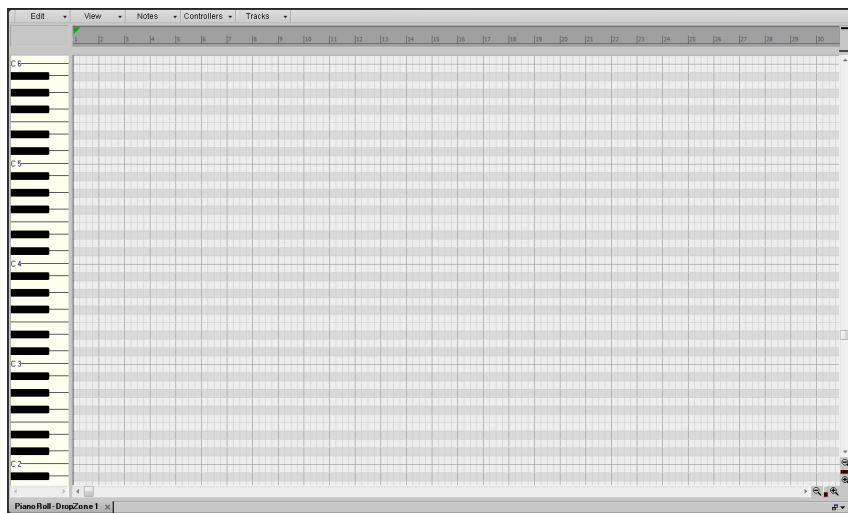 Edit View Notes Controllers Tracks
1 2 3 4 5 6 7 8 9 10 11 12 13 14 15 16 17 18 19 20 21 22 23 24 25 26 27 28 29 30
C 6
C 5
C 4
C 3
C 2
Piano Roll - DropZone 1